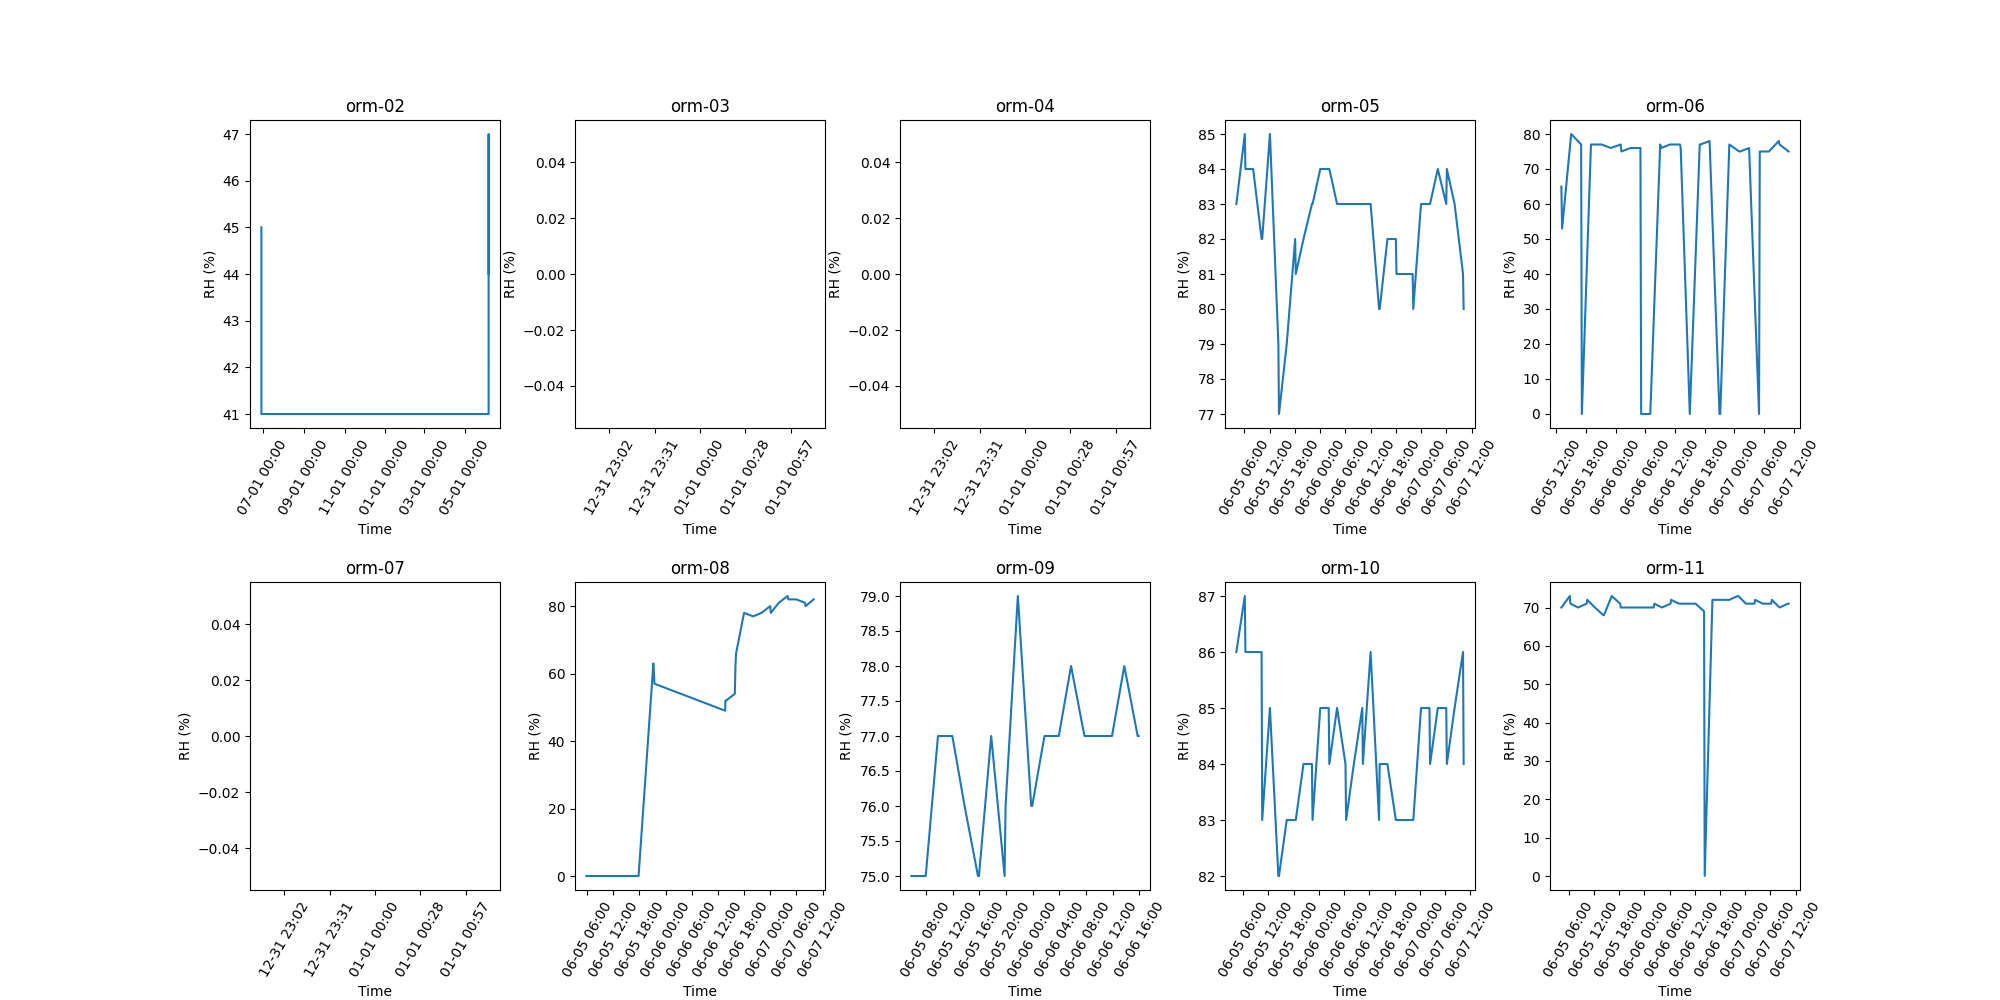 orm-02 orm-03 orm-04 orm-05 orm-06
RH (%)
47
46
45
44
43
42
41
07-01 00:00 09-01 00:00 11-01 00:00 01-01 00:00 03-01 00:00 05-01 00:00
Time
RH (%)
0.04
0.02
0.00
−0.02
−0.04
12-31 23:02 12-31 23:31 01-01 00:00 01-01 00:28 01-01 00:57
Time
RH (%)
0.04
0.02
0.00
−0.02
−0.04
12-31 23:02 12-31 23:31 01-01 00:00 01-01 00:28 01-01 00:57
Time
RH (%)
85
84
83
82
81
80
79
78
77
06-05 06:00 06-05 12:00 06-05 18:00 06-06 00:00 06-06 06:00 06-06 12:00 06-06 18:00 06-07 00:00 06-07 06:00 06-07 12:00
Time
RH (%)
80
70
60
50
40
30
20
10
0
06-05 12:00 06-05 18:00 06-06 00:00 06-06 06:00 06-06 12:00 06-06 18:00 06-07 00:00 06-07 06:00 06-07 12:00
Time
orm-07 orm-08 orm-09 orm-10 orm-11
RH (%)
0.04
0.02
0.00
−0.02
−0.04
12-31 23:02 12-31 23:31 01-01 00:00 01-01 00:28 01-01 00:57
Time
RH (%)
80
60
40
20
0
06-05 06:00 06-05 12:00 06-05 18:00 06-06 00:00 06-06 06:00 06-06 12:00 06-06 18:00 06-07 00:00 06-07 06:00 06-07 12:00
Time
RH (%)
79.0
78.5
78.0
77.5
77.0
76.5
76.0
75.5
75.0
06-05 08:00 06-05 12:00 06-05 16:00 06-05 20:00 06-06 00:00 06-06 04:00 06-06 08:00 06-06 12:00 06-06 16:00
Time
RH (%)
87
86
85
84
83
82
06-05 06:00 06-05 12:00 06-05 18:00 06-06 00:00 06-06 06:00 06-06 12:00 06-06 18:00 06-07 00:00 06-07 06:00 06-07 12:00
Time
RH (%)
70
60
50
40
30
20
10
0
06-05 06:00 06-05 12:00 06-05 18:00 06-06 00:00 06-06 06:00 06-06 12:00 06-06 18:00 06-07 00:00 06-07 06:00 06-07 12:00
Time